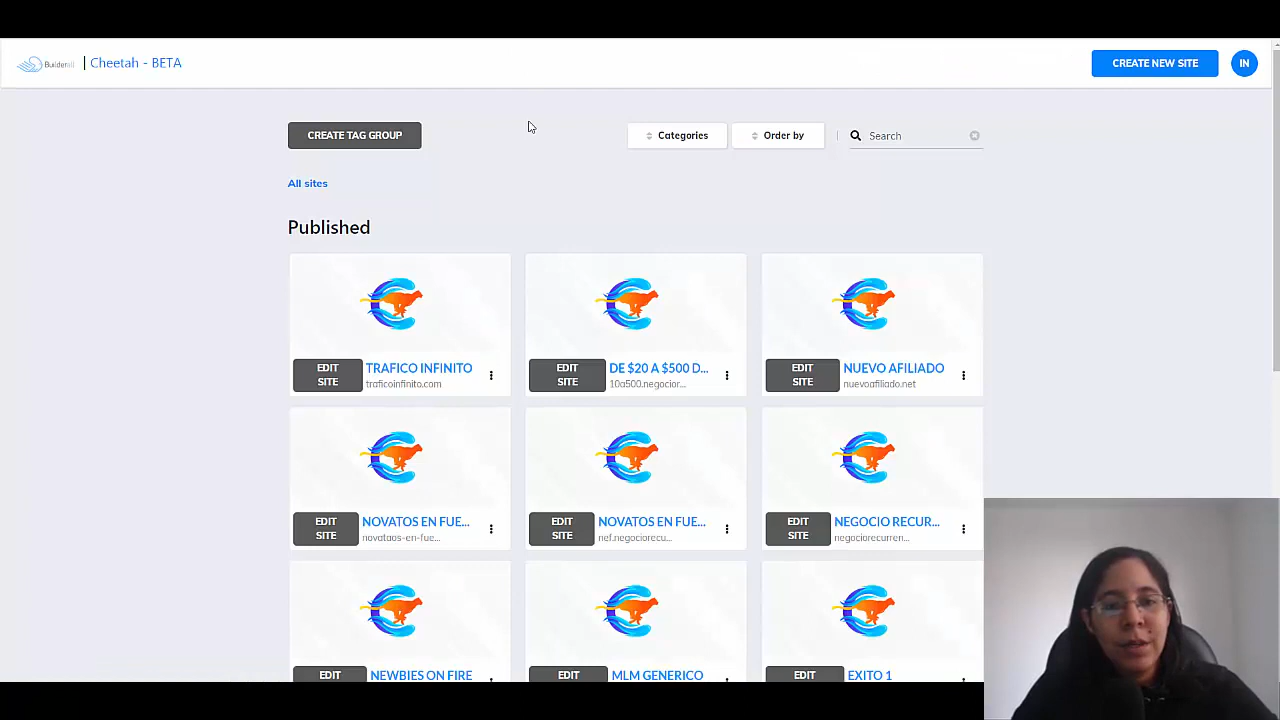 Builderall
Cheetah - BETA
CREATE NEW SITE
IN
CREATE TAG GROUP
Categories
Order by
Search
All sites
Published
EDIT SITE
TRAFICO INFINITO
traficoinfinito.com
EDIT SITE
DE $20 A $500 D...
10a500.negocior...
EDIT SITE
NUEVO AFILIADO
nuevoafiliado.net
EDIT SITE
NOVATOS EN FUE...
novataos-en-fue...
EDIT SITE
NOVATOS EN FUE...
nef.negociorecu...
EDIT SITE
NEGOCIO RECUR...
negociorecurren...
EDIT
NEWBIES ON FIRE
EDIT
MLM GENERICO
EDIT
EXITO 1